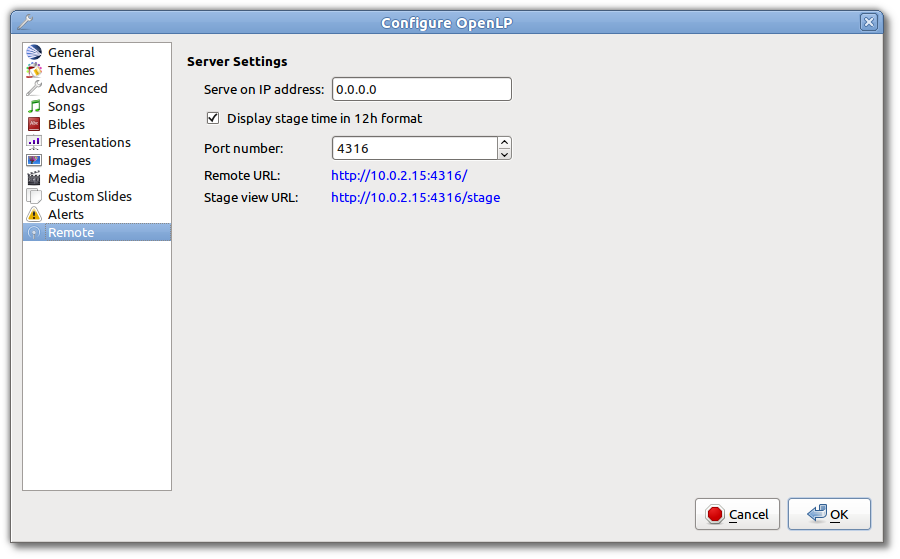 Configure OpenLP
General
Themes
Advanced
Songs
Bibles
Presentations
Images
Media
Custom Slides
Alerts
Remote
Server Settings
Serve on IP address: 0.0.0.0
Display stage time in 12h format
Port number: 4316
Remote URL: http://10.0.2.15:4316/
Stage view URL: http://10.0.2.15:4316/stage
Cancel OK